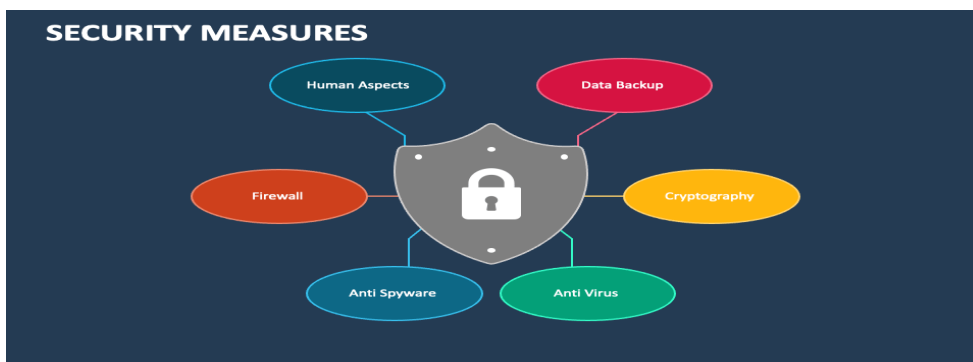 SECURITY MEASURES
Human Aspects
Data Backup
Firewall
Cryptography
Anti Spyware
Anti Virus